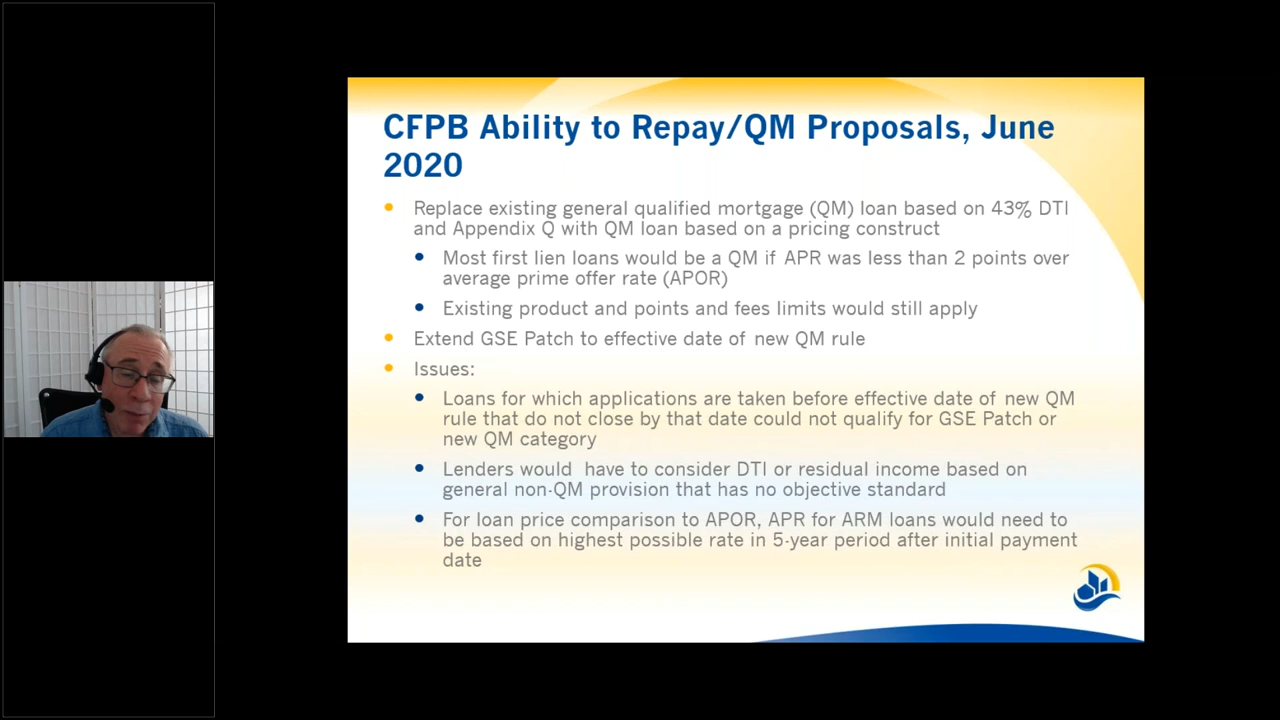 CFPB Ability to Repay/QM Proposals, June
2020
Replace existing general qualified mortgage (QM) loan based on 43% DTI
and Appendix Q with QM loan based on a pricing construct
Most first lien loans would be a QM if APR was less than 2 points over
average prime offer rate (APOR)
Existing product and points and fees limits would still apply
Extend GSE Patch to effective date of new QM rule
Issues:
Loans for which applications are taken before effective date of new QM
rule that do not close by that date could not qualify for GSE Patch or
new QM category
Lenders would have to consider DTI or residual income based on
general non-QM provision that has no objective standard
For loan price comparison to APOR, APR for ARM loans would need to
be based on highest possible rate in 5-year period after initial payment
date